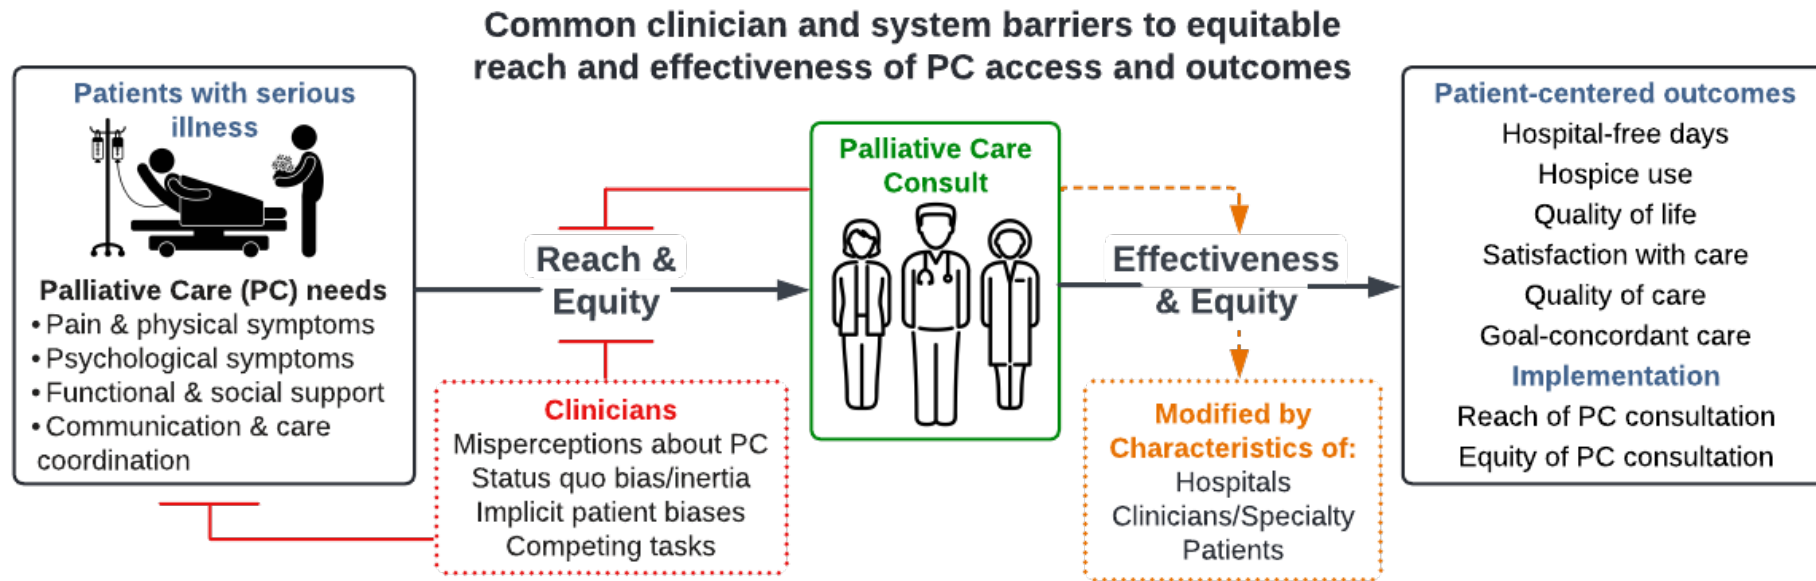 Common clinician and system barriers to equitable
reach and effectiveness of PC access and outcomes
Patients with serious
illness
Palliative Care (PC) needs
• Pain & physical symptoms
• Psychological symptoms
• Functional & social support
• Communication & care
coordination
Reach &
Equity
Clinicians
Misperceptions about PC
Status quo bias/inertia
Implicit patient biases
Competing tasks
Palliative Care
Consult
Effectiveness
& Equity
Modified by
Characteristics of:
Hospitals
Clinicians/Specialty
Patients
Patient-centered outcomes
Hospital-free days
Hospice use
Quality of life
Satisfaction with care
Quality of care
Goal-concordant care
Implementation
Reach of PC consultation
Equity of PC consultation